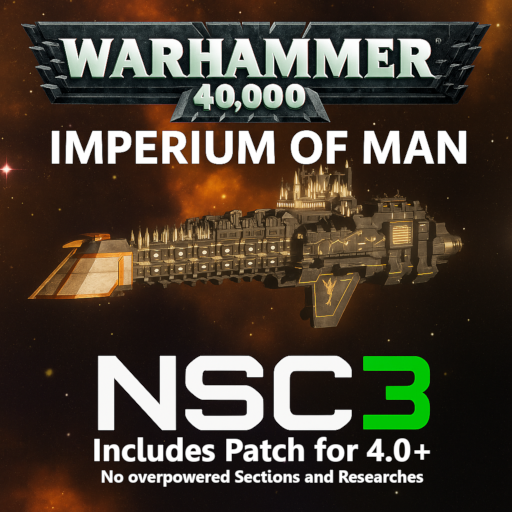 WARHAMMER
40,000
IMPERIUM OF MAN
NSC3
Includes Patch for 4.0+
No overpowered Sections and Researches